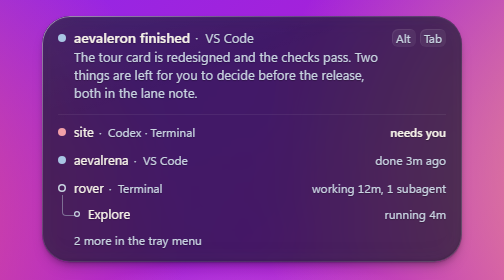 aevaleron finished · VS Code Alt Tab
The tour card is redesigned and the checks pass. Two
things are left for you to decide before the release,
both in the lane note.
site · Codex · Terminal needs you
aevalrena · VS Code done 3m ago
rover · Terminal working 12m, 1 subagent
Explore running 4m
2 more in the tray menu